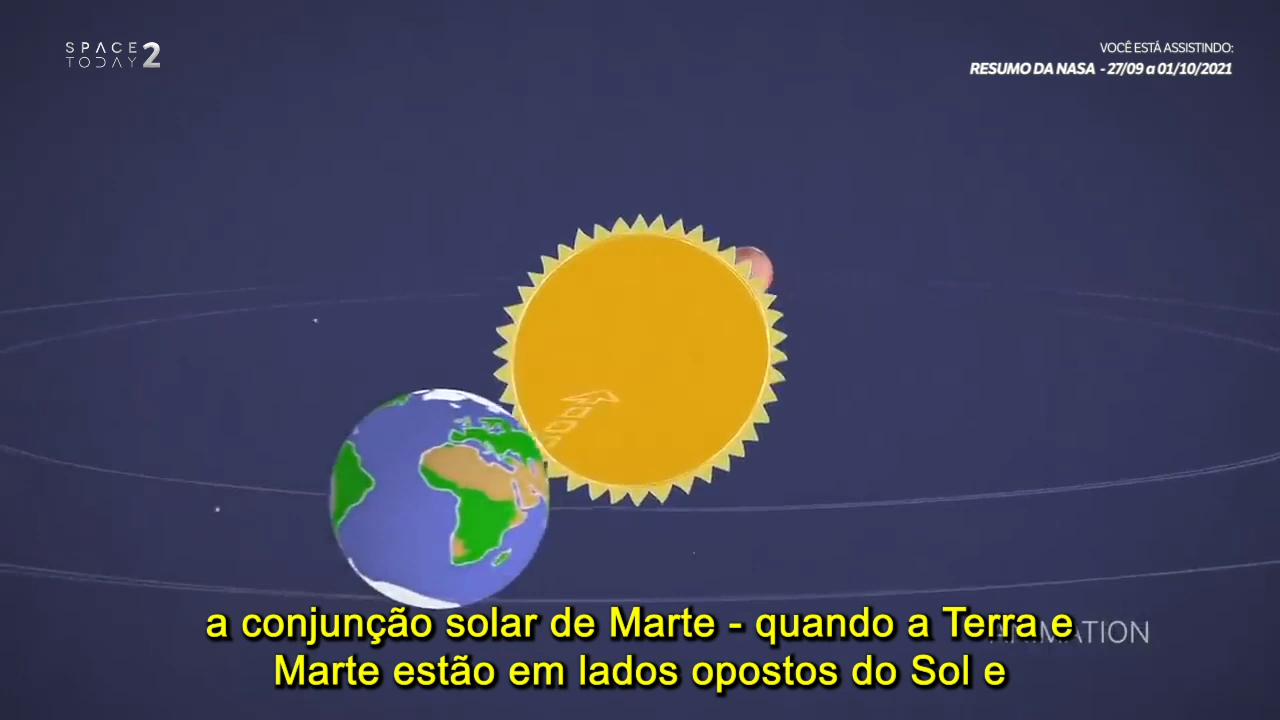 SPACE
TODAY 2
VOCÊ ESTÁ ASSISTINDO:
RESUMO DA NASA - 27/09 a 01/10/2021
ANIMATION
a conjunção solar de Marte - quando a Terra e
Marte estão em lados opostos do Sol e